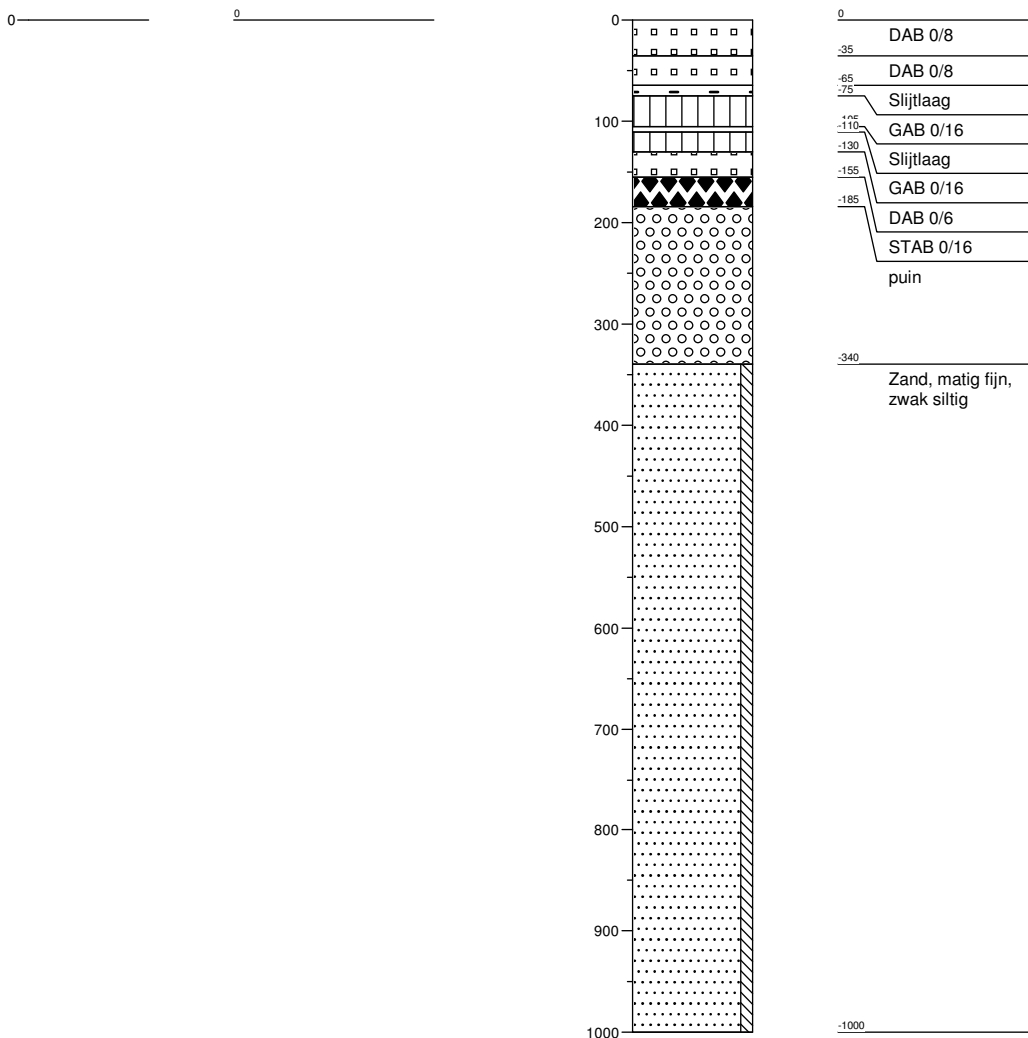 0
0
0
100
200
300
400
500
600
700
800
900
1000
0
DAB 0/8
-35
DAB 0/8
-65
-75
Slijtlaag
-105
GAB 0/16
-110
Slijtlaag
-130
GAB 0/16
-155
DAB 0/6
-185
STAB 0/16
puin
-340
Zand, matig fijn,
zwak siltig
-1000